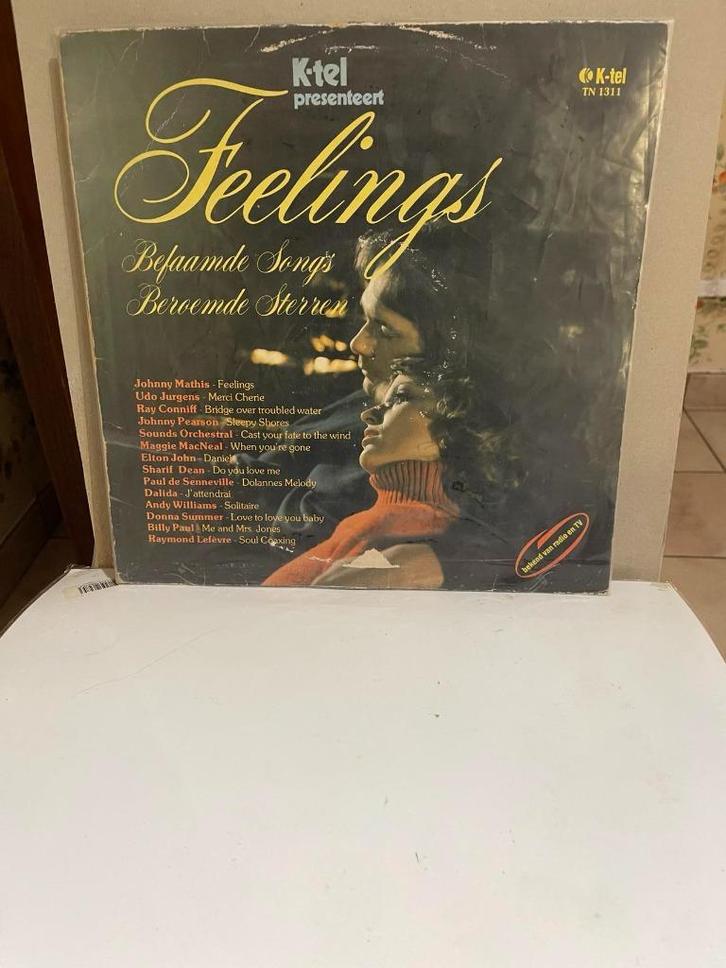 K-tel
presenteert
K-tel
TN 1311
Feelings
Befaamde Songs
Beroemde Sterren
Johnny Mathis - Feelings
Udo Jurgens - Merci Cherie
Ray Conniff - Bridge over troubled water
Johnny Pearson - Sleepy Shores
Sounds Orchestral - Cast your fate to the wind
Maggie MacNeal - When you're gone
Elton John - Daniel
Sharif Dean - Do you love me
Paul de Senneville - Dolannes Melody
Dalida - J'attendrai
Andy Williams - Solitaire
Donna Summer - Love to love you baby
Billy Paul - Me and Mrs. Jones
Raymond Lefèvre - Soul Coaxing
bekend van radio en TV